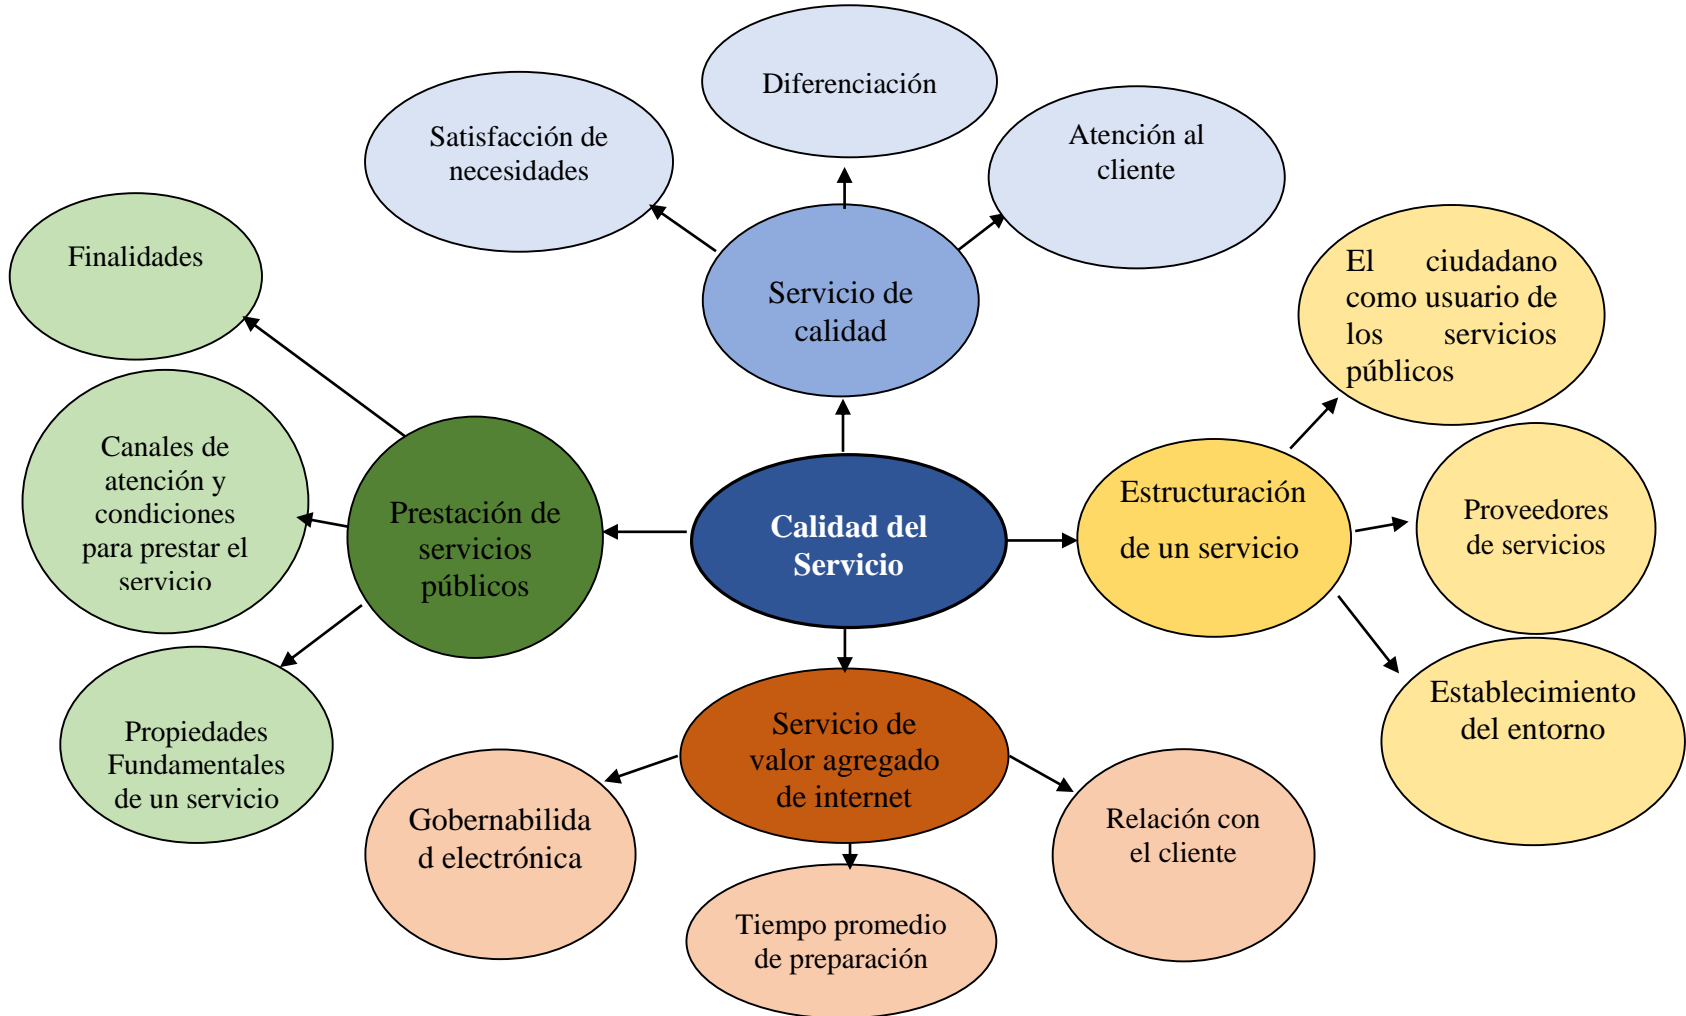 Diferenciación
Satisfacción de
necesidades
Atención al
cliente
Finalidades
Servicio de
calidad
El ciudadano
como usuario de
los servicios
públicos
Canales de
atención y
condiciones
para prestar el
servicio
Prestación de
servicios
públicos
Calidad del
Servicio
Estructuración
de un servicio
Proveedores
de servicios
Propiedades
Fundamentales
de un servicio
Servicio de
valor agregado
de internet
Establecimiento
del entorno
Gobernabilida
d electrónica
Relación con
el cliente
Tiempo promedio
de preparación